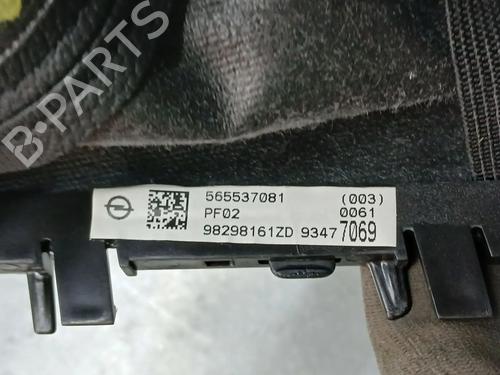 B-PARTS
565537081 (003)
PF02 0061
98298161ZD 9347 7069